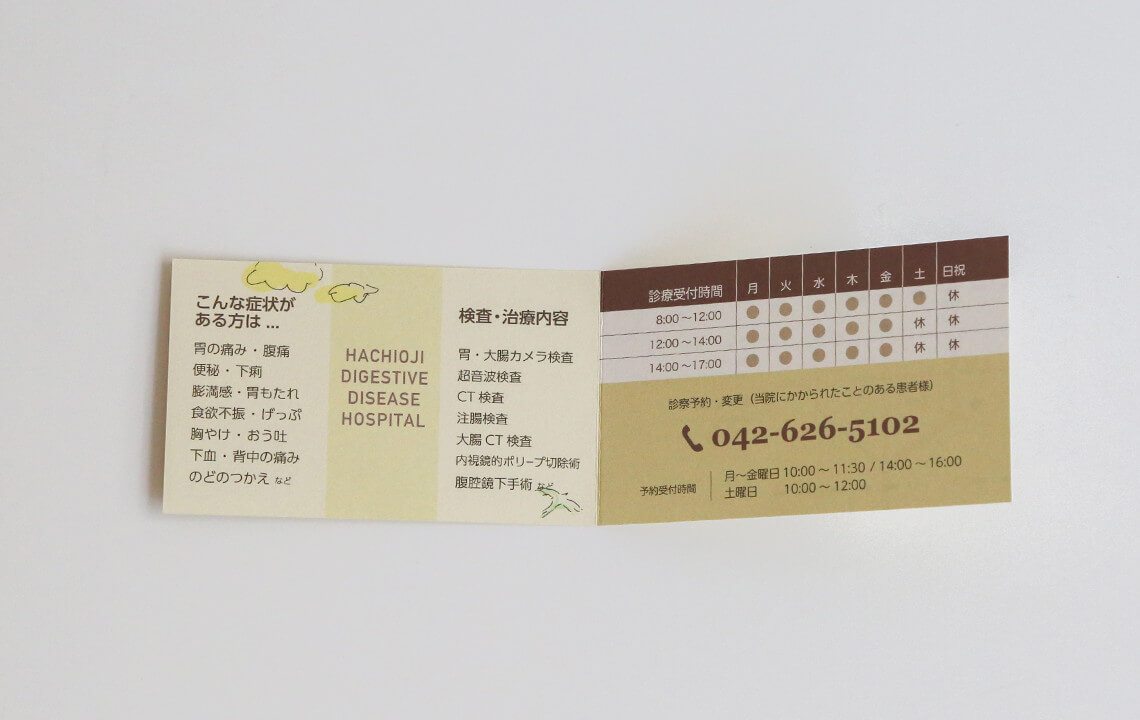 こんな症状が
ある方は ...
胃の痛み・腹痛
便秘・下痢
膨満感・胃もたれ
食欲不振・げっぷ
胸やけ・おう吐
下血・背中の痛み
のどのつかえ など
HACHIOJI
DIGESTIVE
DISEASE
HOSPITAL
検査・治療内容
胃・大腸カメラ検査
超音波検査
CT 検査
注腸検査
大腸 CT 検査
内視鏡的ポリープ切除術
腹腔鏡下手術 など
診療受付時間 月 火 水 木 金 土 日祝
8:00 〜 12:00 ● ● ● ● ● ● 休
12:00 〜 14:00 ● ● ● ● ● 休 休
14:00 〜 17:00 ● ● ● ● ● 休 休
診察予約・変更（当院にかかられたことのある患者様）
042-626-5102
予約受付時間
月〜金曜日 10:00 〜 11:30 / 14:00 〜 16:00
土曜日 10:00 〜 12:00